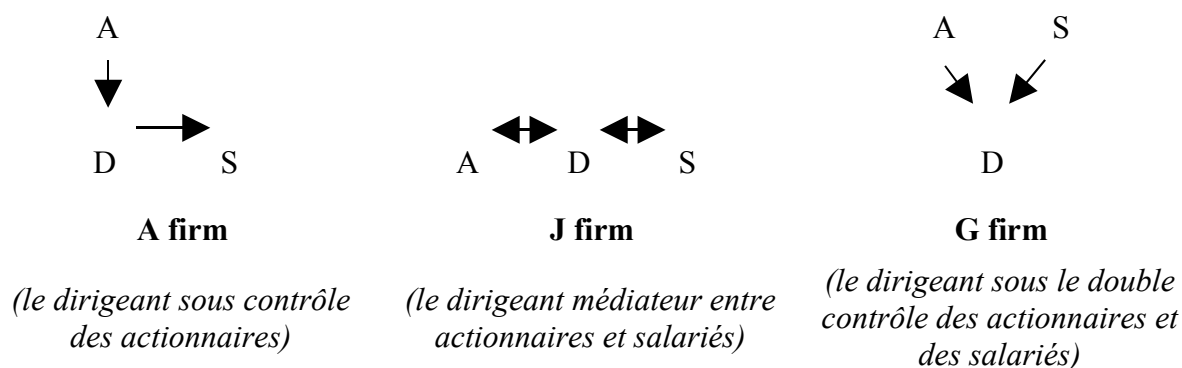 A
D S
A firm
(le dirigeant sous contrôle
des actionnaires)
A D S
J firm
(le dirigeant médiateur entre
actionnaires et salariés)
A S
D
G firm
(le dirigeant sous le double
contrôle des actionnaires et
des salariés)